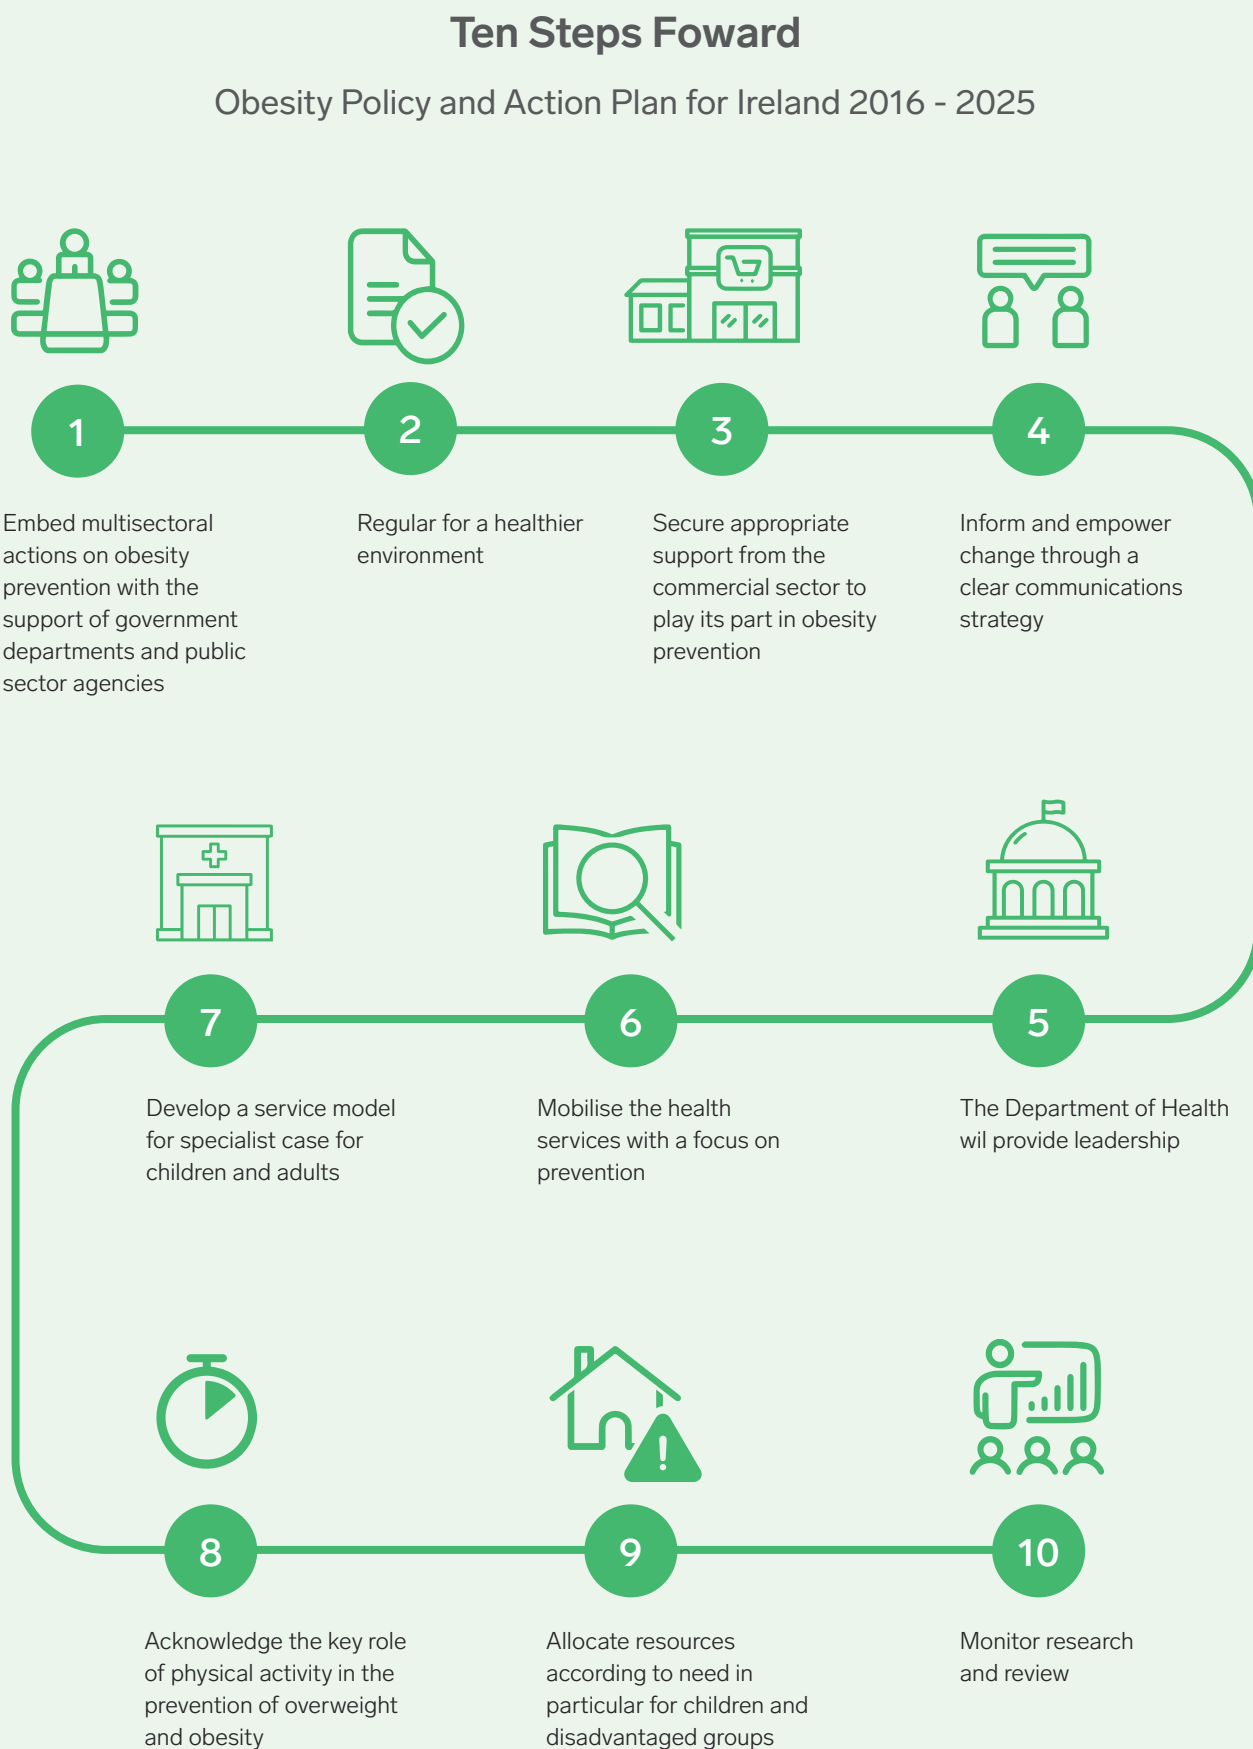 Ten Steps Foward
Obesity Policy and Action Plan for Ireland 2016 - 2025
1
Embed multisectoral
actions on obesity
prevention with the
support of government
departments and public
sector agencies
2
Regular for a healthier
environment
3
Secure appropriate
support from the
commercial sector to
play its part in obesity
prevention
4
Inform and empower
change through a
clear communications
strategy
5
The Department of Health
wil provide leadership
6
Mobilise the health
services with a focus on
prevention
7
Develop a service model
for specialist case for
children and adults
8
Acknowledge the key role
of physical activity in the
prevention of overweight
and obesity
9
Allocate resources
according to need in
particular for children and
disadvantaged groups
10
Monitor research
and review